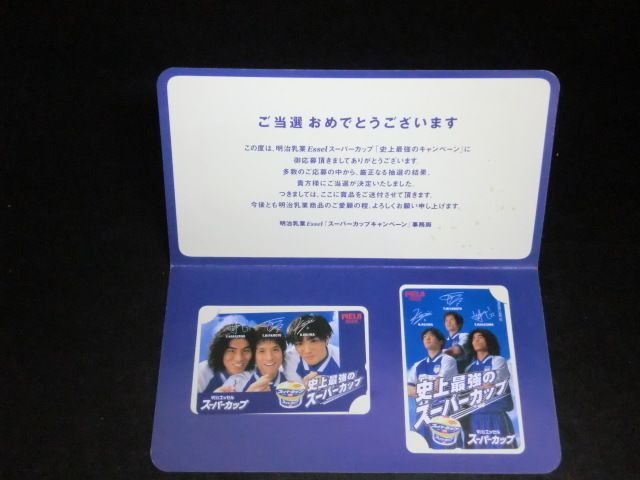 ご当選 おめでとうございます
この度は、明治乳業Esselスーパーカップ「史上最強のキャンペーン」に
御応募頂きましてありがとうございます.
多数のご応募の中から、厳正なる抽選の結果、
貴方様にご当選が決定いたしました.
つきましては、ここに賞品をご送付させて頂きます.
今後とも明治乳業商品のご愛顧の程、よろしくお願い申し上げます.
明治乳業Essel「スーパーカップキャンペーン」事務局
MEIJI
史上最強の
スーパーカップ
明治エッセル
スーパーカップ
MEIJI
史上最強の
スーパーカップ
明治エッセル
スーパーカップ